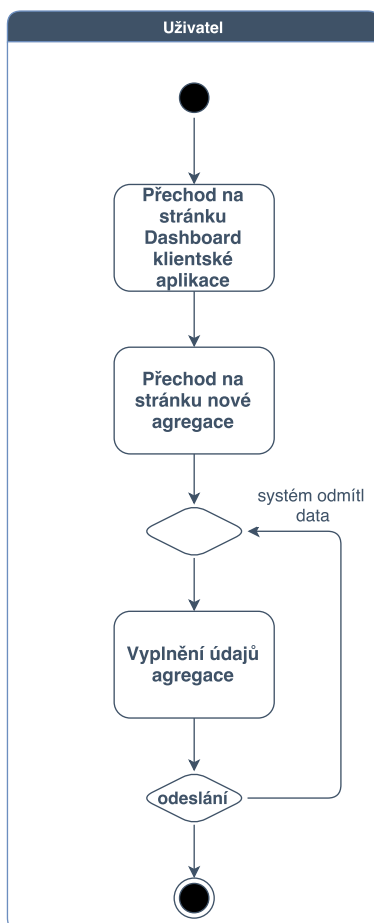 Uživatel
Přechod na
stránku
Dashboard
klientské
aplikace
Přechod na
stránku nové
agregace
systém odmítl
data
Vyplnění údajů
agregace
odeslání